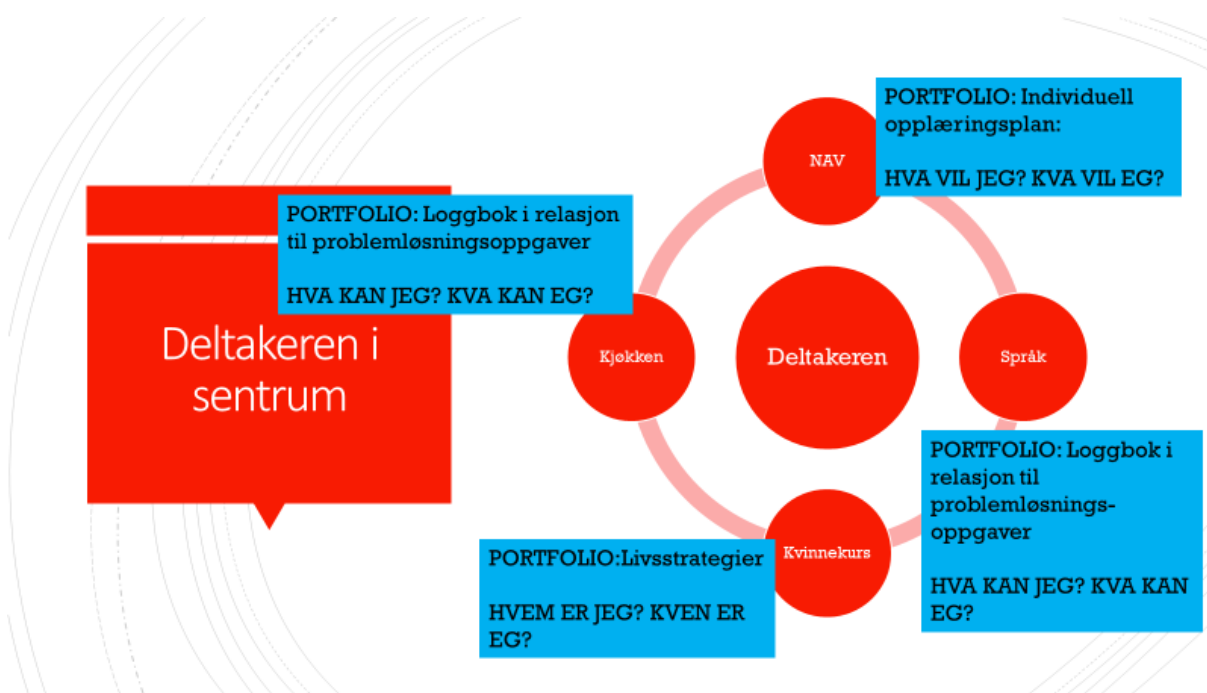 Deltakeren i
sentrum
PORTFOLIO: Loggbok i relasjon
til problemløsningsoppgaver
HVA KAN JEG? KVA KAN EG?
NAV
PORTFOLIO: Individuell
opplæringsplan:
HVA VIL JEG? KVA VIL EG?
Kjøkken
Deltakeren
Språk
Kvinnekurs
PORTFOLIO:Livsstrategier
HVEM ER JEG? KVEN ER
EG?
PORTFOLIO: Loggbok i
relasjon til
problemløsnings-
oppgaver
HVA KAN JEG? KVA KAN
EG?